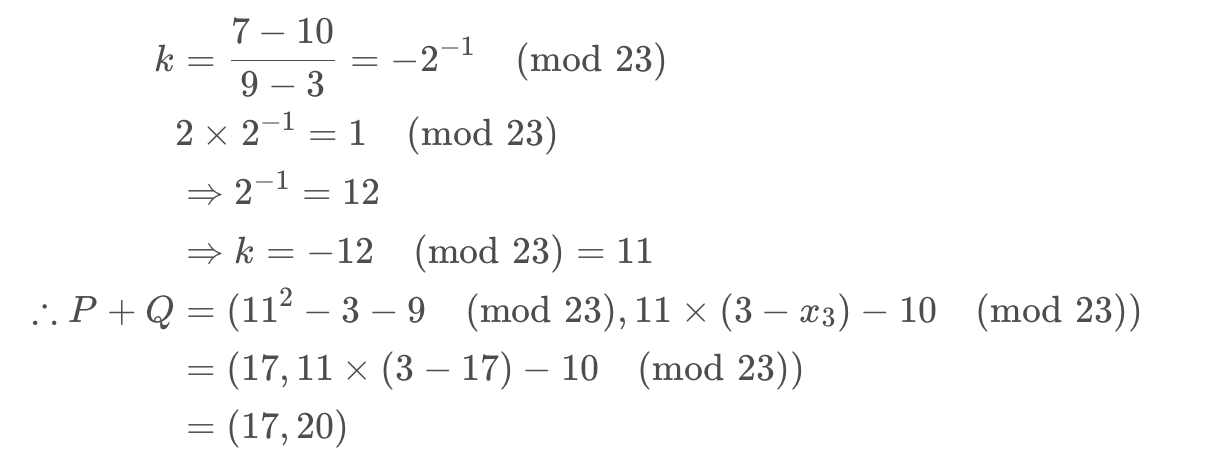 k = \frac{7 - 10}{9 - 3} = -2^{-1} \pmod{23}
2 × 2^{-1} = 1 (mod 23)
⇒ 2^{-1} = 12
⇒ k = −12 (mod 23) = 11
∴ P + Q = (11^2 − 3 − 9 (mod 23), 11 × (3 − x_3) − 10 (mod 23))
= (17, 11 × (3 − 17) − 10 (mod 23))
= (17, 20)